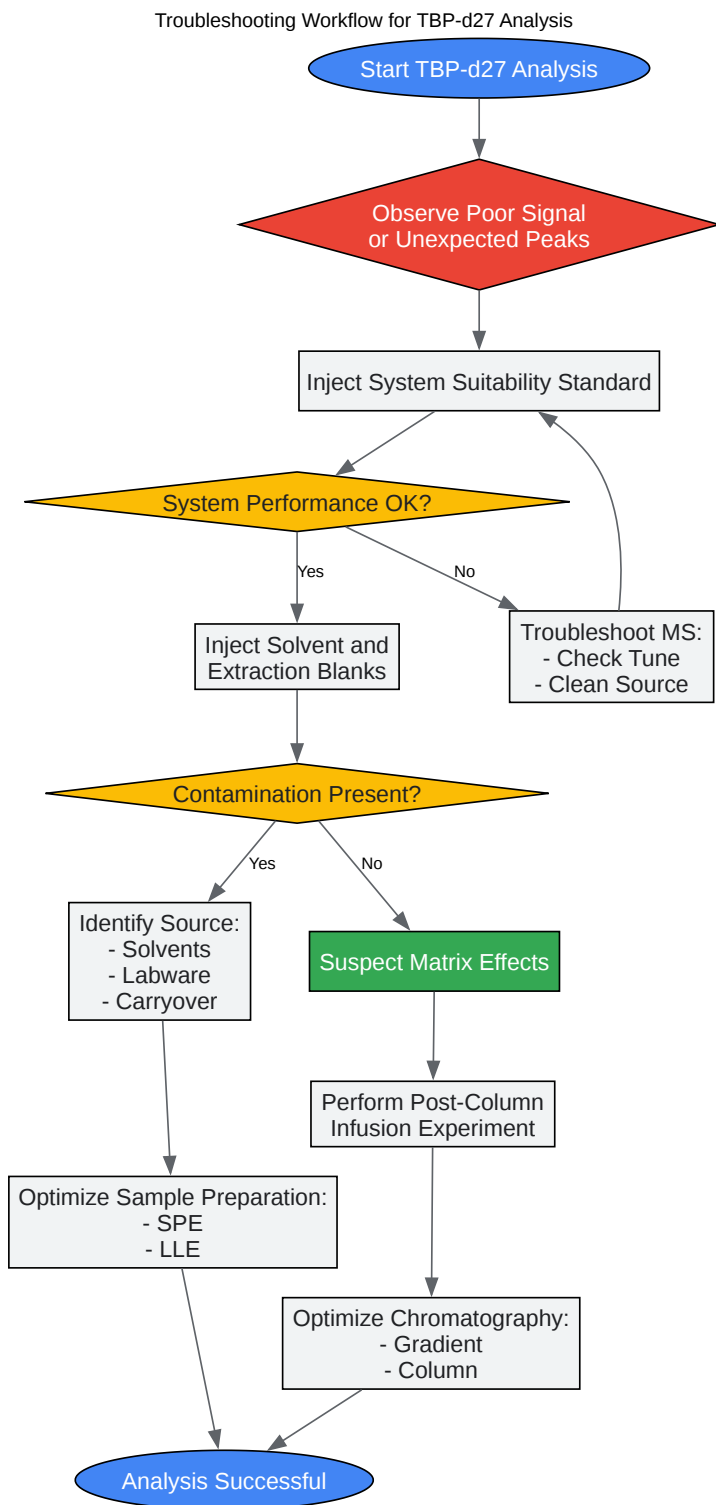 Troubleshooting Workflow for TBP-d27 Analysis
Start TBP-d27 Analysis
Observe Poor Signal
or Unexpected Peaks
Inject System Suitability Standard
System Performance OK?
Yes
No
Inject Solvent and
Extraction Blanks
Troubleshoot MS:
- Check Tune
- Clean Source
Contamination Present?
Yes
No
Identify Source:
- Solvents
- Labware
- Carryover
Suspect Matrix Effects
Perform Post-Column
Infusion Experiment
Optimize Sample Preparation:
- SPE
- LLE
Optimize Chromatography:
- Gradient
- Column
Analysis Successful